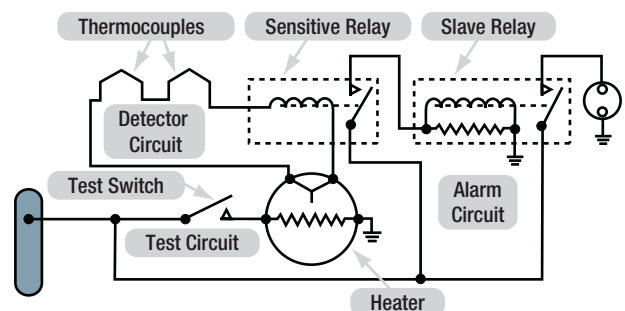 Thermocouples
Sensitive Relay
Slave Relay
Detector
Circuit
Test Switch
Test Circuit
Alarm
Circuit
Heater